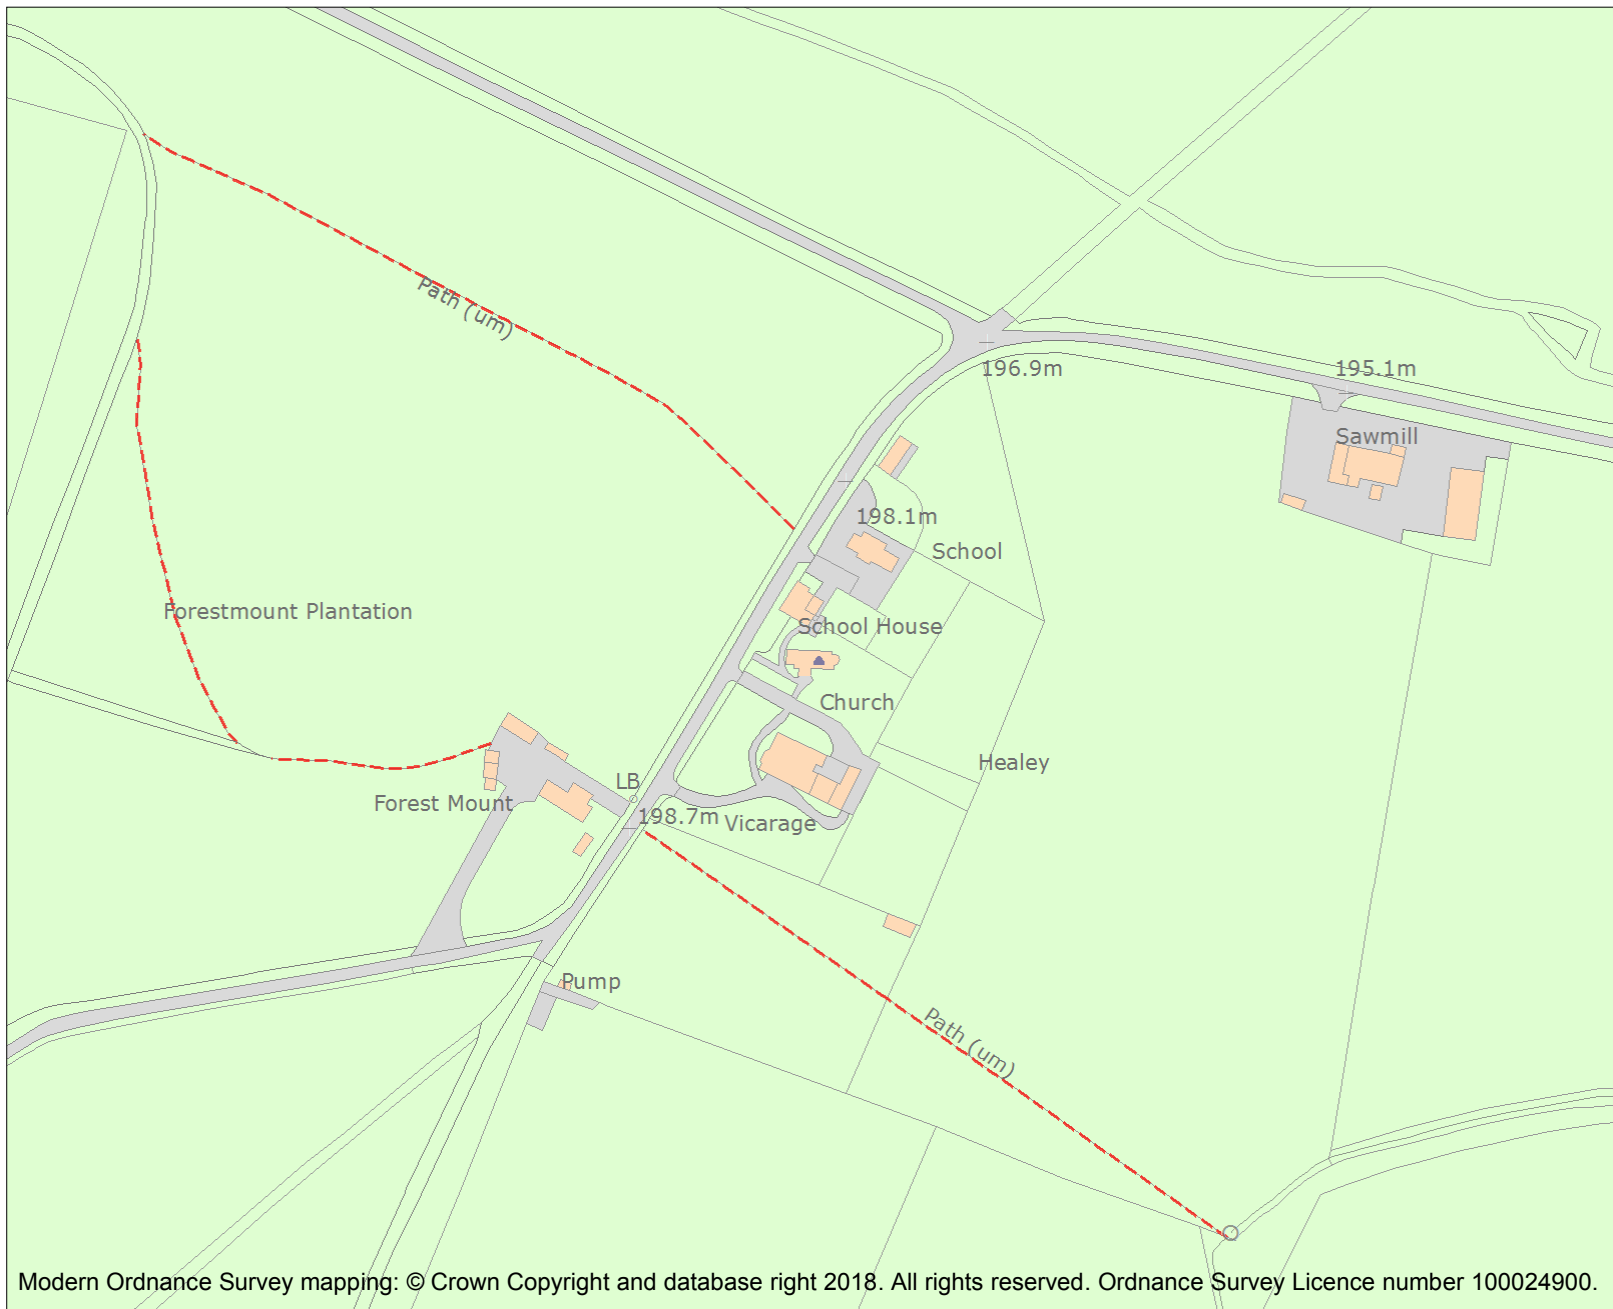 Path (um)
196.9m
195.1m
Sawmill
198.1m
School
Forestmount Plantation
School House
Church
Healey
LB
Forest Mount
198.7m
Vicarage
Pump
Path (um)
Modern Ordnance Survey mapping: © Crown Copyright and database right 2018. All rights reserved. Ordnance Survey Licence number 100024900.